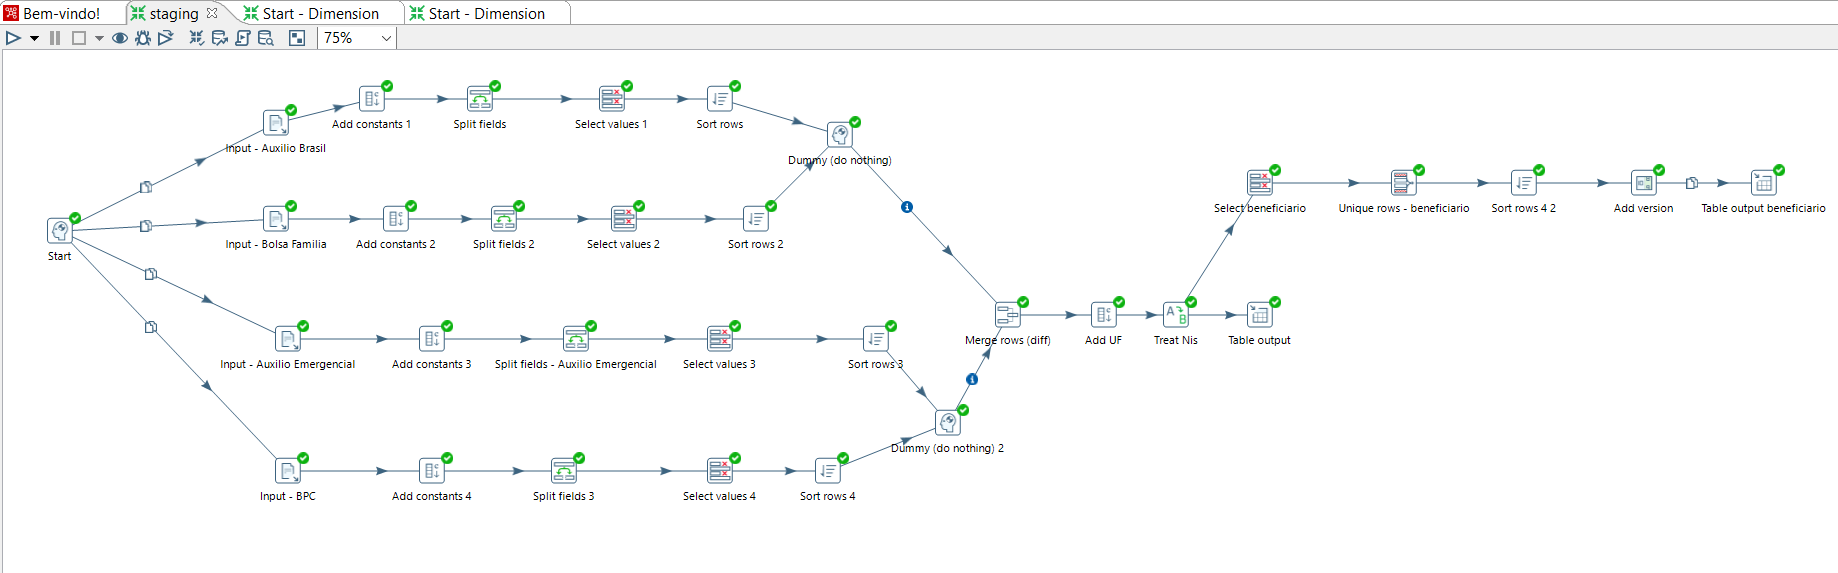 Bem-vindo!
staging
Start - Dimension
Start - Dimension
75%
Add constants 1
Split fields
Select values 1
Sort rows
Input - Auxilio Brasil
Dummy (do nothing)
Select beneficiario
Unique rows - beneficiario
Sort rows 4 2
Add version
Table output beneficiario
Input - Bolsa Familia
Add constants 2
Split fields 2
Select values 2
Sort rows 2
Start
Merge rows (diff)
Add UF
Treat Nis
Table output
Input - Auxilio Emergencial
Add constants 3
Split fields - Auxilio Emergencial
Select values 3
Sort rows 3
Dummy (do nothing) 2
Input - BPC
Add constants 4
Split fields 3
Select values 4
Sort rows 4